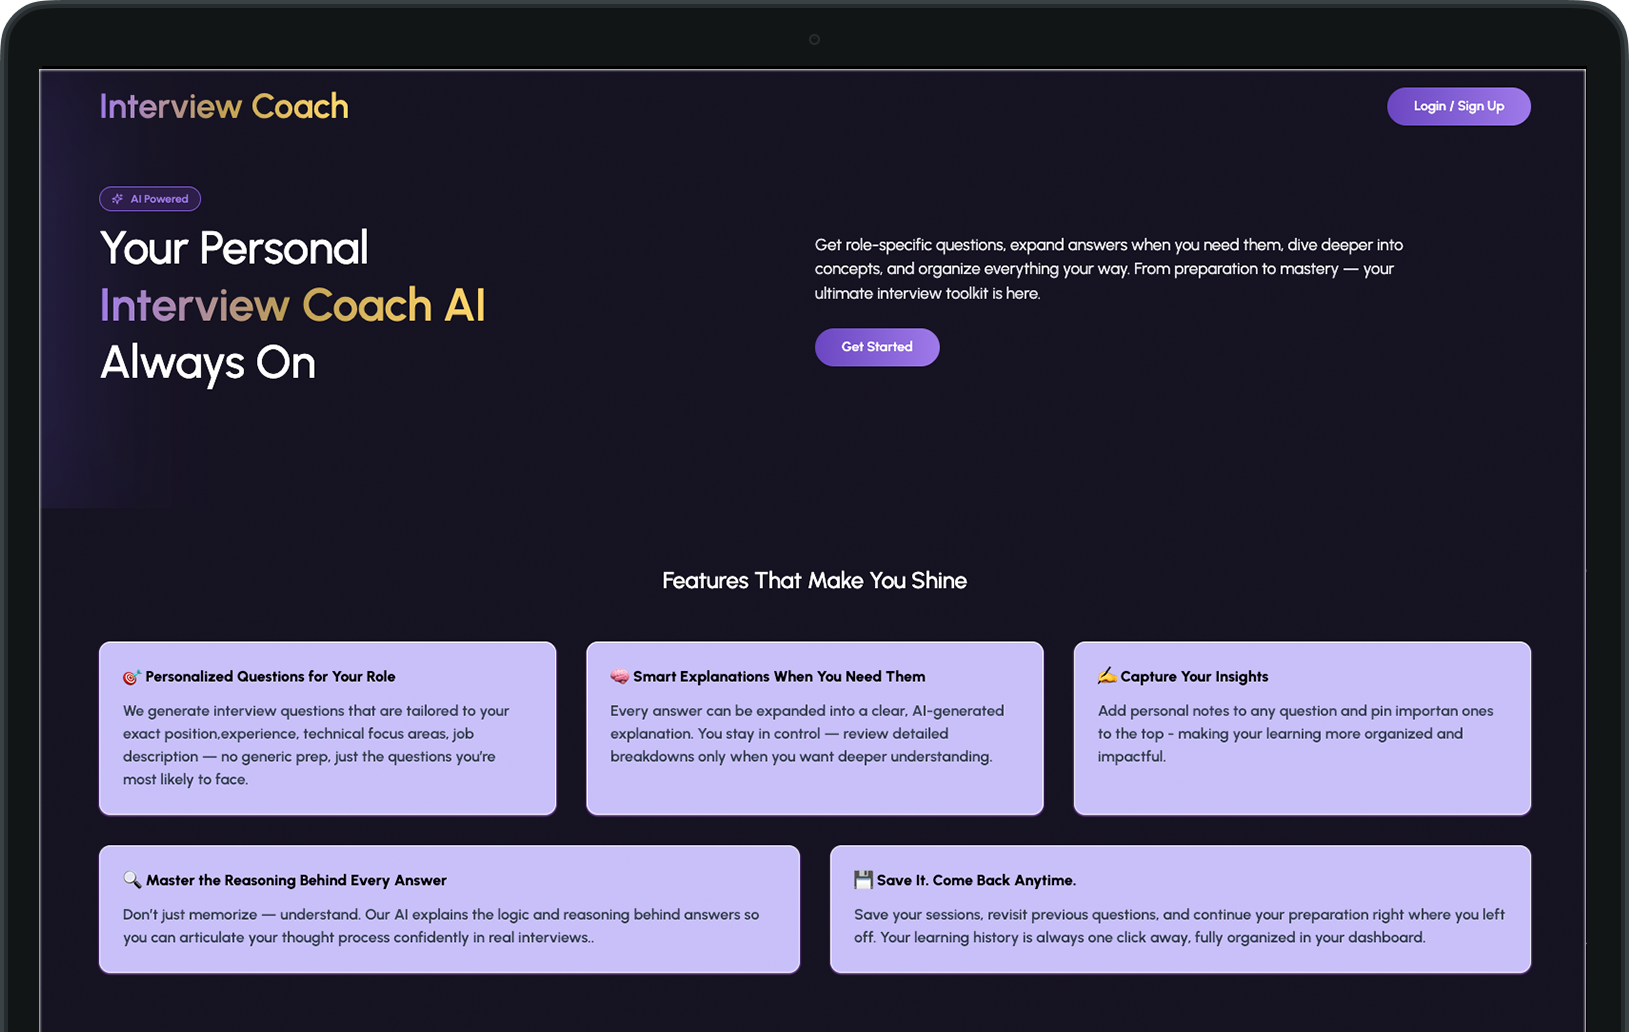 Interview Coach
Login / Sign Up
AI Powered
Your Personal
Interview Coach AI
Always On
Get role-specific questions, expand answers when you need them, dive deeper into
concepts, and organize everything your way. From preparation to mastery — your
ultimate interview toolkit is here.
Get Started
Features That Make You Shine
🎯 Personalized Questions for Your Role
We generate interview questions that are tailored to your
exact position,experience, technical focus areas, job
description — no generic prep, just the questions you're
most likely to face.
🧠 Smart Explanations When You Need Them
Every answer can be expanded into a clear, AI-generated
explanation. You stay in control — review detailed
breakdowns only when you want deeper understanding.
✍️ Capture Your Insights
Add personal notes to any question and pin importan ones
to the top - making your learning more organized and
impactful.
🔍 Master the Reasoning Behind Every Answer
Don't just memorize — understand. Our AI explains the logic and reasoning behind answers so
you can articulate your thought process confidently in real interviews..
💾 Save It. Come Back Anytime.
Save your sessions, revisit previous questions, and continue your preparation right where you left
off. Your learning history is always one click away, fully organized in your dashboard.